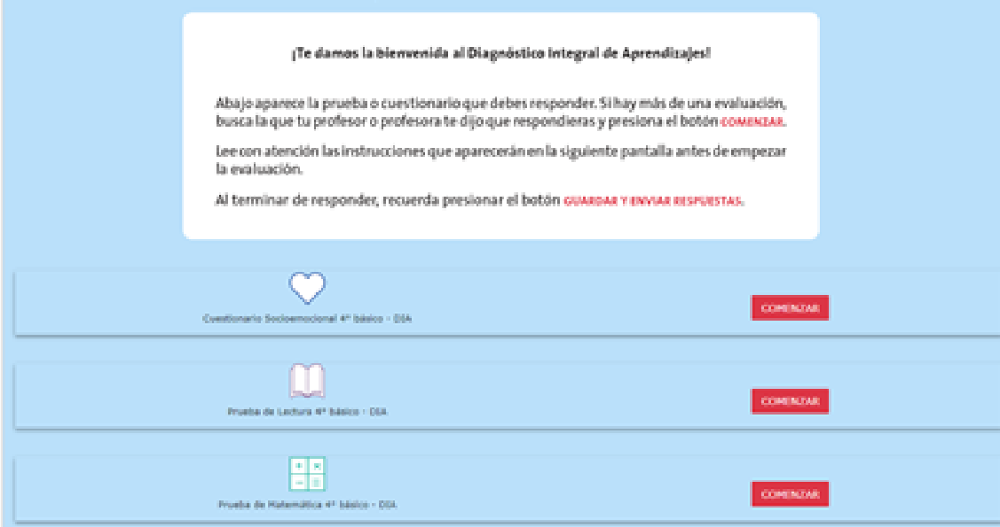 ¡Te damos la bienvenida al Diagnóstico Integral de Aprendizajes!
Abajo aparece la prueba o cuestionario que debes responder. Si hay más de una evaluación,
busca la que tu profesor o profesora te dijo que respondieras y presiona el botón COMENZAR.
Lee con atención las instrucciones que aparecerán en la siguiente pantalla antes de empezar
la evaluación.
Al terminar de responder, recuerda presionar el botón GUARDAR Y ENVIAR RESPUESTAS.
Cuestionario Socioemocional 4° básico - DIA
COMENZAR
Prueba de Lectura 4° básico - DIA
COMENZAR
Prueba de Matemática 4° básico - DIA
COMENZAR